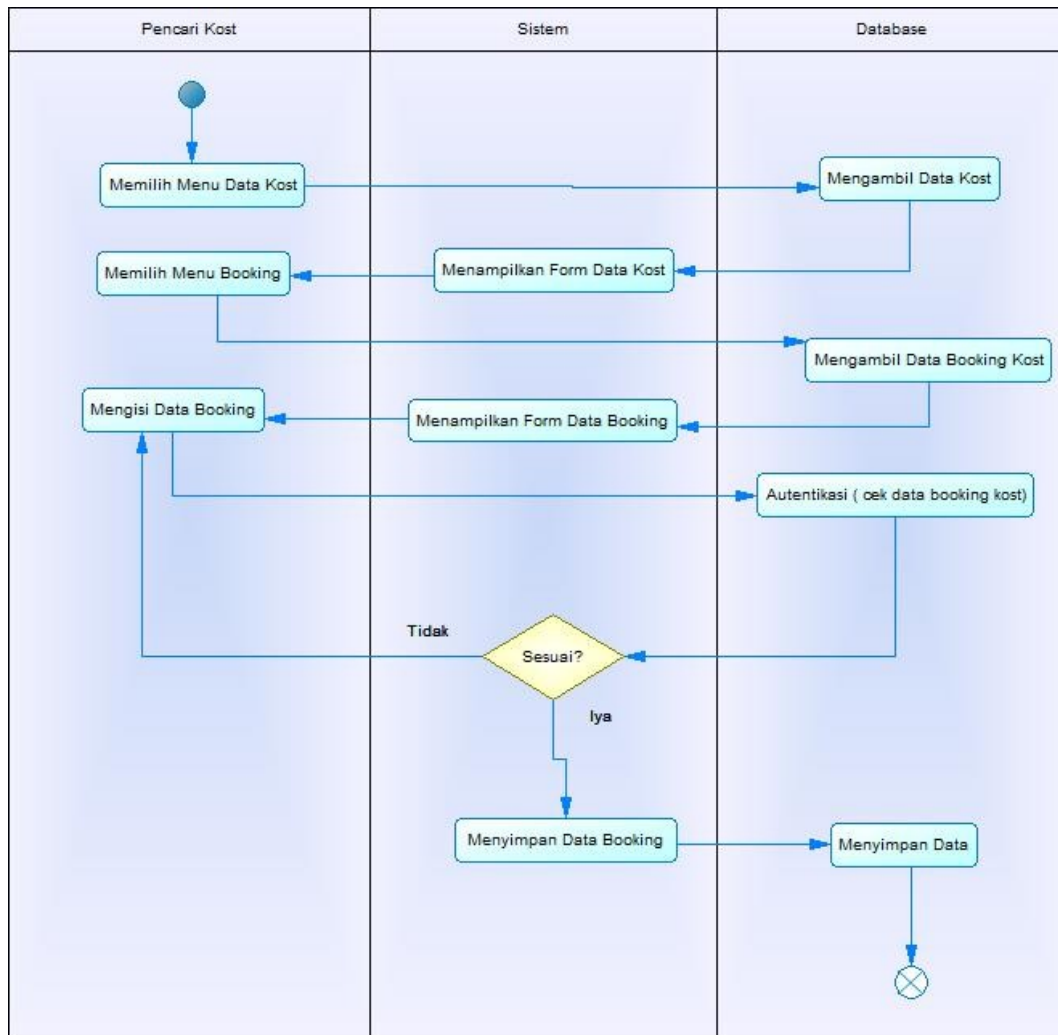 Pencari Kost
Sistem
Database
Memilih Menu Data Kost
Mengambil Data Kost
Memilih Menu Booking
Menampilkan Form Data Kost
Mengambil Data Booking Kost
Mengisi Data Booking
Menampilkan Form Data Booking
Autentikasi ( cek data booking kost)
Tidak
Sesuai?
Iya
Menyimpan Data Booking
Menyimpan Data